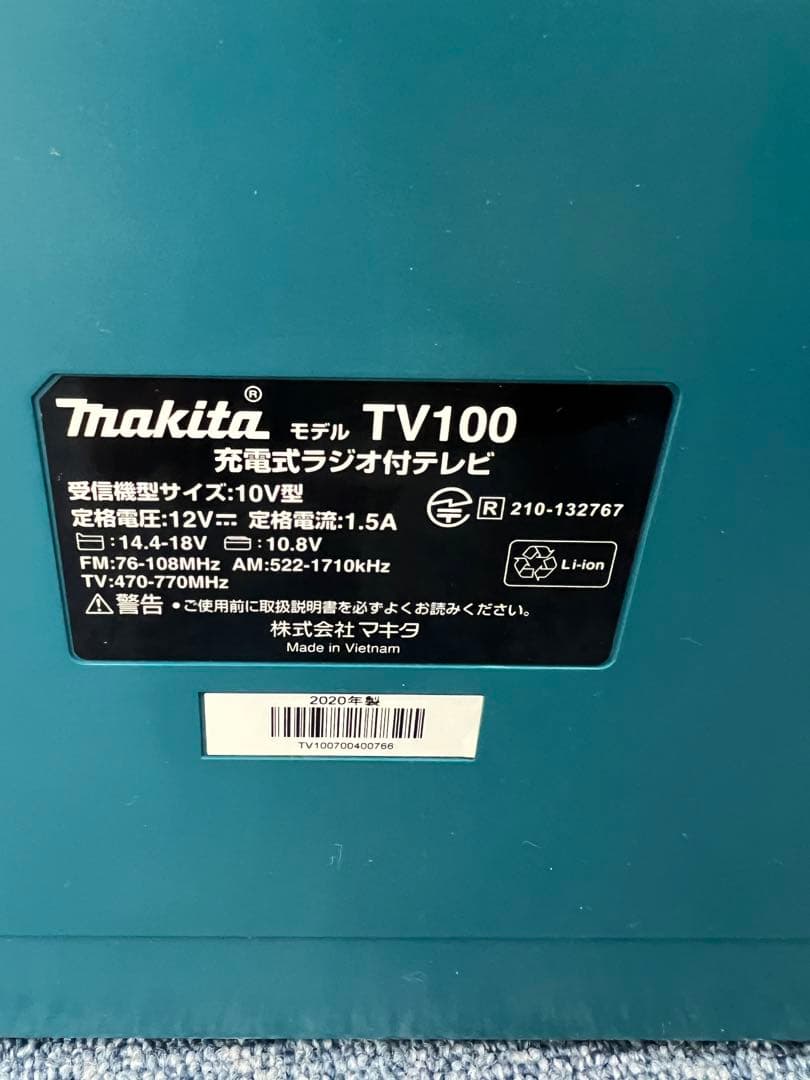 makita® モデル TV100
充電式ラジオ付テレビ
受信機型サイズ:10V型
定格電圧:12V⎓ 定格電流:1.5A
R 210-132767
:14.4-18V :10.8V
FM:76-108MHz AM:522-1710kHz
TV:470-770MHz
Li-ion
⚠警告 •ご使用前に取扱説明書を必ずよくお読みください。
株式会社マキタ
Made in Vietnam
2020年製
TV100700400766